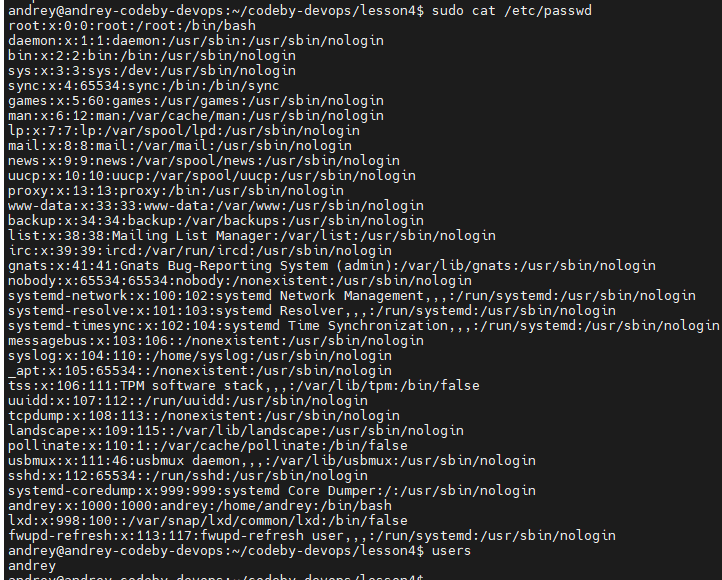 andrey@andrey-codeby-devops:~/codeby-devops/lesson4$ sudo cat /etc/passwd
root:x:0:0:root:/root:/bin/bash
daemon:x:1:1:daemon:/usr/sbin:/usr/sbin/nologin
bin:x:2:2:bin:/bin:/usr/sbin/nologin
sys:x:3:3:sys:/dev:/usr/sbin/nologin
sync:x:4:65534:sync:/bin:/bin/sync
games:x:5:60:games:/usr/games:/usr/sbin/nologin
man:x:6:12:man:/var/cache/man:/usr/sbin/nologin
lp:x:7:7:lp:/var/spool/lpd:/usr/sbin/nologin
mail:x:8:8:mail:/var/mail:/usr/sbin/nologin
news:x:9:9:news:/var/spool/news:/usr/sbin/nologin
uucp:x:10:10:uucp:/var/spool/uucp:/usr/sbin/nologin
proxy:x:13:13:proxy:/bin:/usr/sbin/nologin
www-data:x:33:33:www-data:/var/www:/usr/sbin/nologin
backup:x:34:34:backup:/var/backups:/usr/sbin/nologin
list:x:38:38:Mailing List Manager:/var/list:/usr/sbin/nologin
irc:x:39:39:ircd:/var/run/ircd:/usr/sbin/nologin
gnats:x:41:41:Gnats Bug-Reporting System (admin):/var/lib/gnats:/usr/sbin/nologin
nobody:x:65534:65534:nobody:/nonexistent:/usr/sbin/nologin
systemd-network:x:100:102:systemd Network Management,,,:/run/systemd:/usr/sbin/nologin
systemd-resolve:x:101:103:systemd Resolver,,,:/run/systemd:/usr/sbin/nologin
systemd-timesync:x:102:104:systemd Time Synchronization,,,:/run/systemd:/usr/sbin/nologin
messagebus:x:103:106::/nonexistent:/usr/sbin/nologin
syslog:x:104:110::/home/syslog:/usr/sbin/nologin
_apt:x:105:65534::/nonexistent:/usr/sbin/nologin
tss:x:106:111:TPM software stack,,,:/var/lib/tpm:/bin/false
uuidd:x:107:112::/run/uuidd:/usr/sbin/nologin
tcpdump:x:108:113::/nonexistent:/usr/sbin/nologin
landscape:x:109:115::/var/lib/landscape:/usr/sbin/nologin
pollinate:x:110:1::/var/cache/pollinate:/bin/false
usbmux:x:111:46:usbmux daemon,,,:/var/lib/usbmux:/usr/sbin/nologin
sshd:x:112:65534::/run/sshd:/usr/sbin/nologin
systemd-coredump:x:999:999:systemd Core Dumper:/:/usr/sbin/nologin
andrey:x:1000:1000:andrey:/home/andrey:/bin/bash
lxd:x:998:100::/var/snap/lxd/common/lxd:/bin/false
fwupd-refresh:x:113:117:fwupd-refresh user,,,:/run/systemd:/usr/sbin/nologin
andrey@andrey-codeby-devops:~/codeby-devops/lesson4$ users
andrey